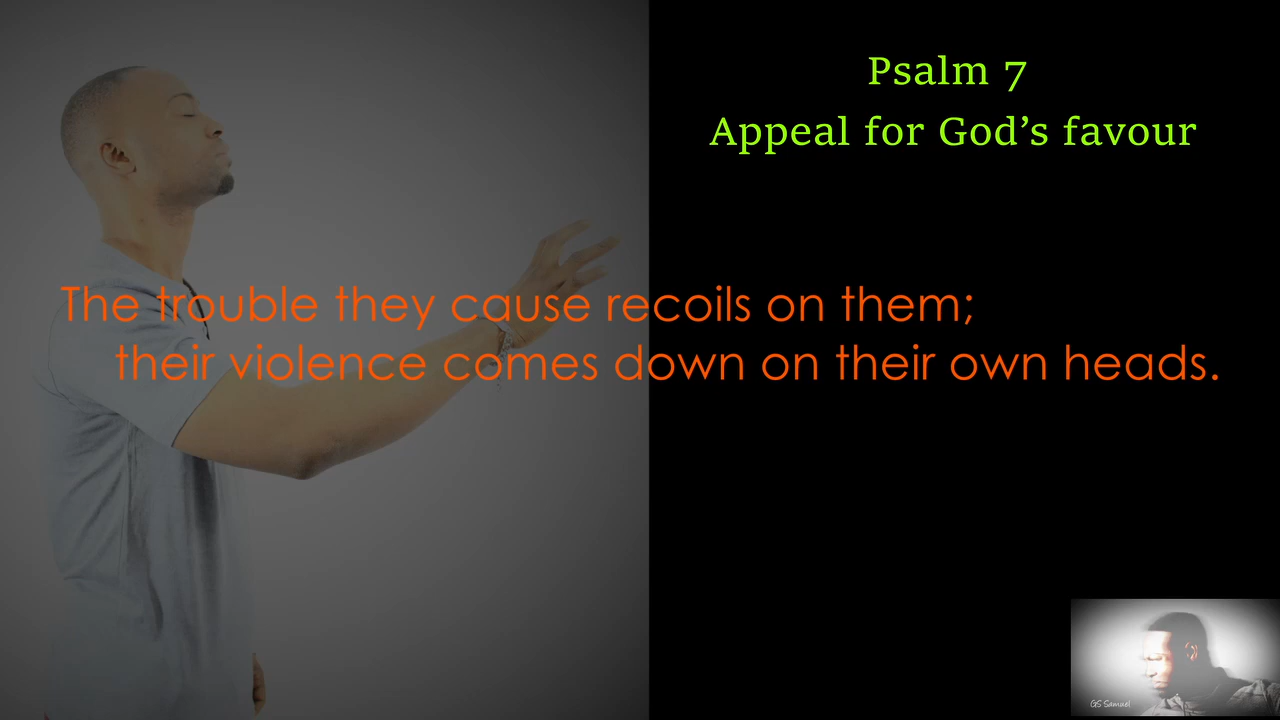 Psalm 7
Appeal for God’s favour
The trouble they cause recoils on them;
their violence comes down on their own heads.
GS Samuel